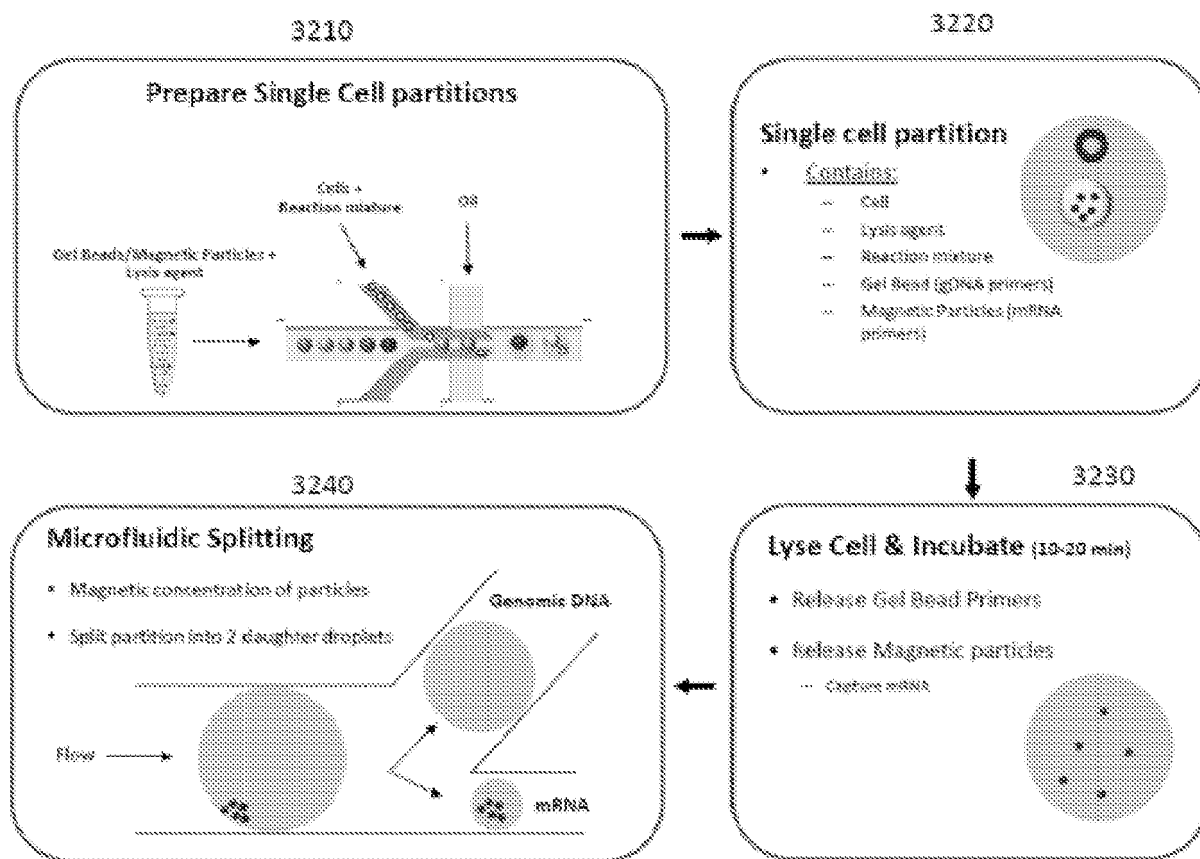 3210
Prepare Single Cell partitions
Cells +
Reaction mixture
Oil
Gel Beads/Magnetic Particles +
Lysis agent
3220
Single cell partition
• Contains:
– Cell
– Lysis agent
– Reaction mixture
– Gel Bead (gDNA primers)
– Magnetic Particles (mRNA
primers)
3230
Lyse Cell & Incubate (10-20 min)
• Release Gel Bead Primers
• Release Magnetic particles
– Capture mRNA
3240
Microfluidic Splitting
• Magnetic concentration of particles
• Split partition into 2 daughter droplets
Genomic DNA
Flow
mRNA